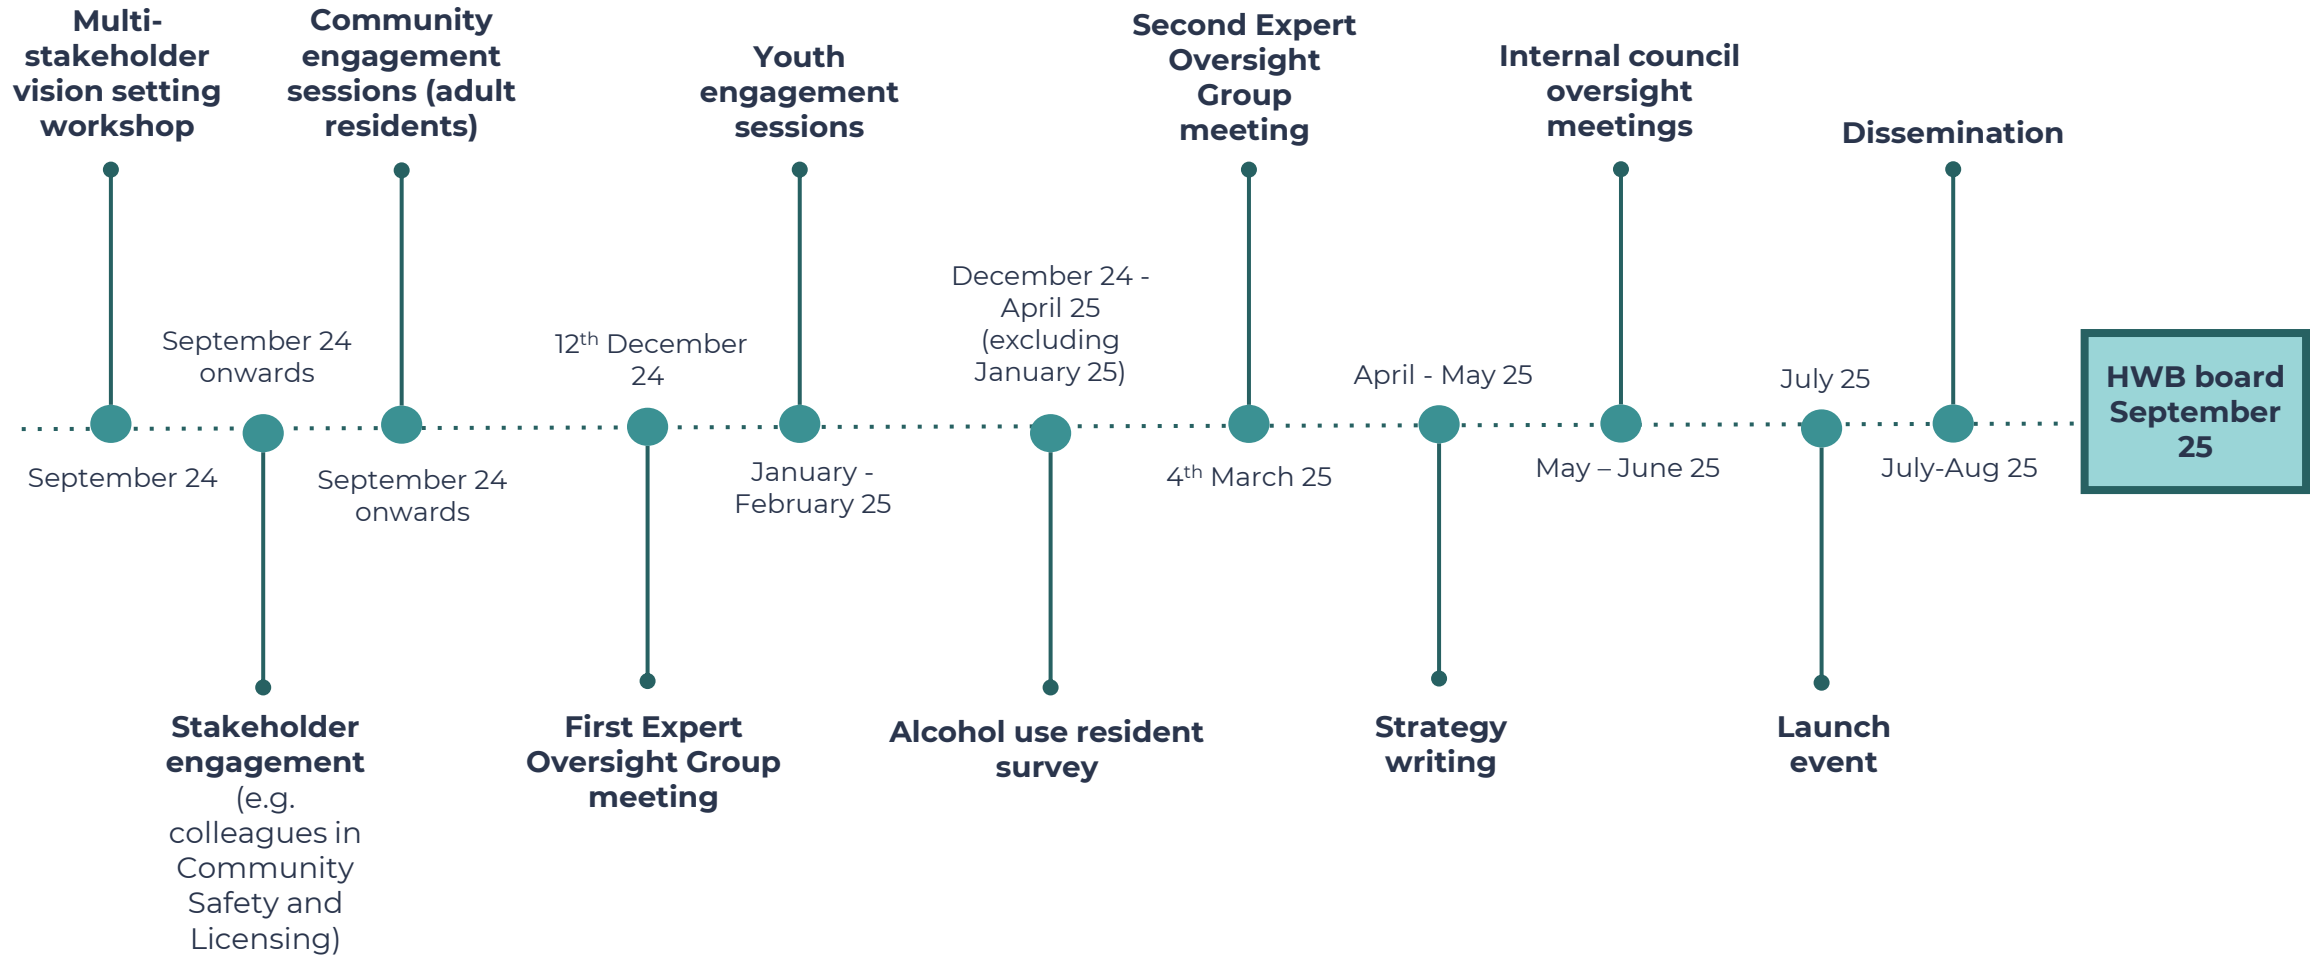 Multi-
stakeholder
vision setting
workshop
September 24
September 24
onwards
Stakeholder
engagement
(e.g.
colleagues in
Community
Safety and
Licensing)
Community
engagement
sessions (adult
residents)
September 24
onwards
12th December
24
First Expert
Oversight Group
meeting
Youth
engagement
sessions
January -
February 25
December 24 -
April 25
(excluding
January 25)
Alcohol use resident
survey
Second Expert
Oversight
Group
meeting
4th March 25
April - May 25
Strategy
writing
Internal council
oversight
meetings
May – June 25
July 25
Launch
event
Dissemination
July-Aug 25
HWB board
September
25